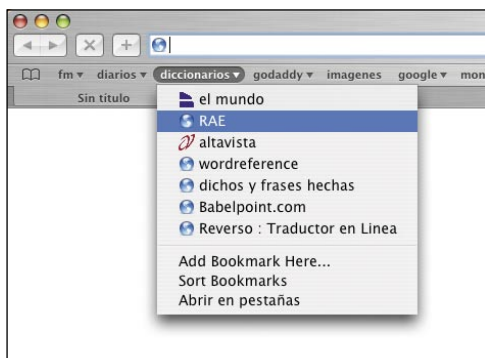 fm diarios diccionarios godaddy imagenes google mon
Sin título
el mundo
RAE
altavista
wordreference
dichos y frases hechas
Babelpoint.com
Reverso : Traductor en Linea
Add Bookmark Here...
Sort Bookmarks
Abrir en pestañas